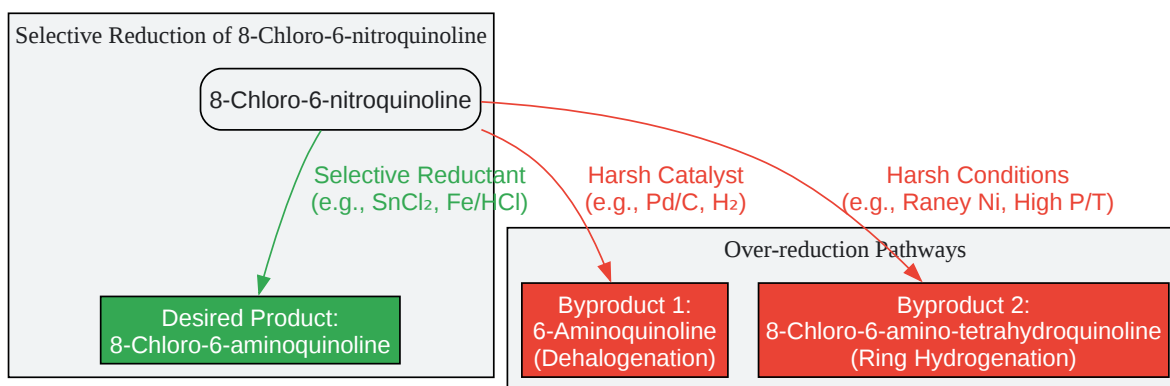 Selective Reduction of 8-Chloro-6-nitroquinoline
8-Chloro-6-nitroquinoline
Selective Reductant
(e.g., SnCl₂, Fe/HCl)
Harsh Catalyst
(e.g., Pd/C, H₂)
Harsh Conditions
(e.g., Raney Ni, High P/T)
Over-reduction Pathways
Desired Product:
8-Chloro-6-aminoquinoline
Byproduct 1:
6-Aminoquinoline
(Dehalogenation)
Byproduct 2:
8-Chloro-6-amino-tetrahydroquinoline
(Ring Hydrogenation)